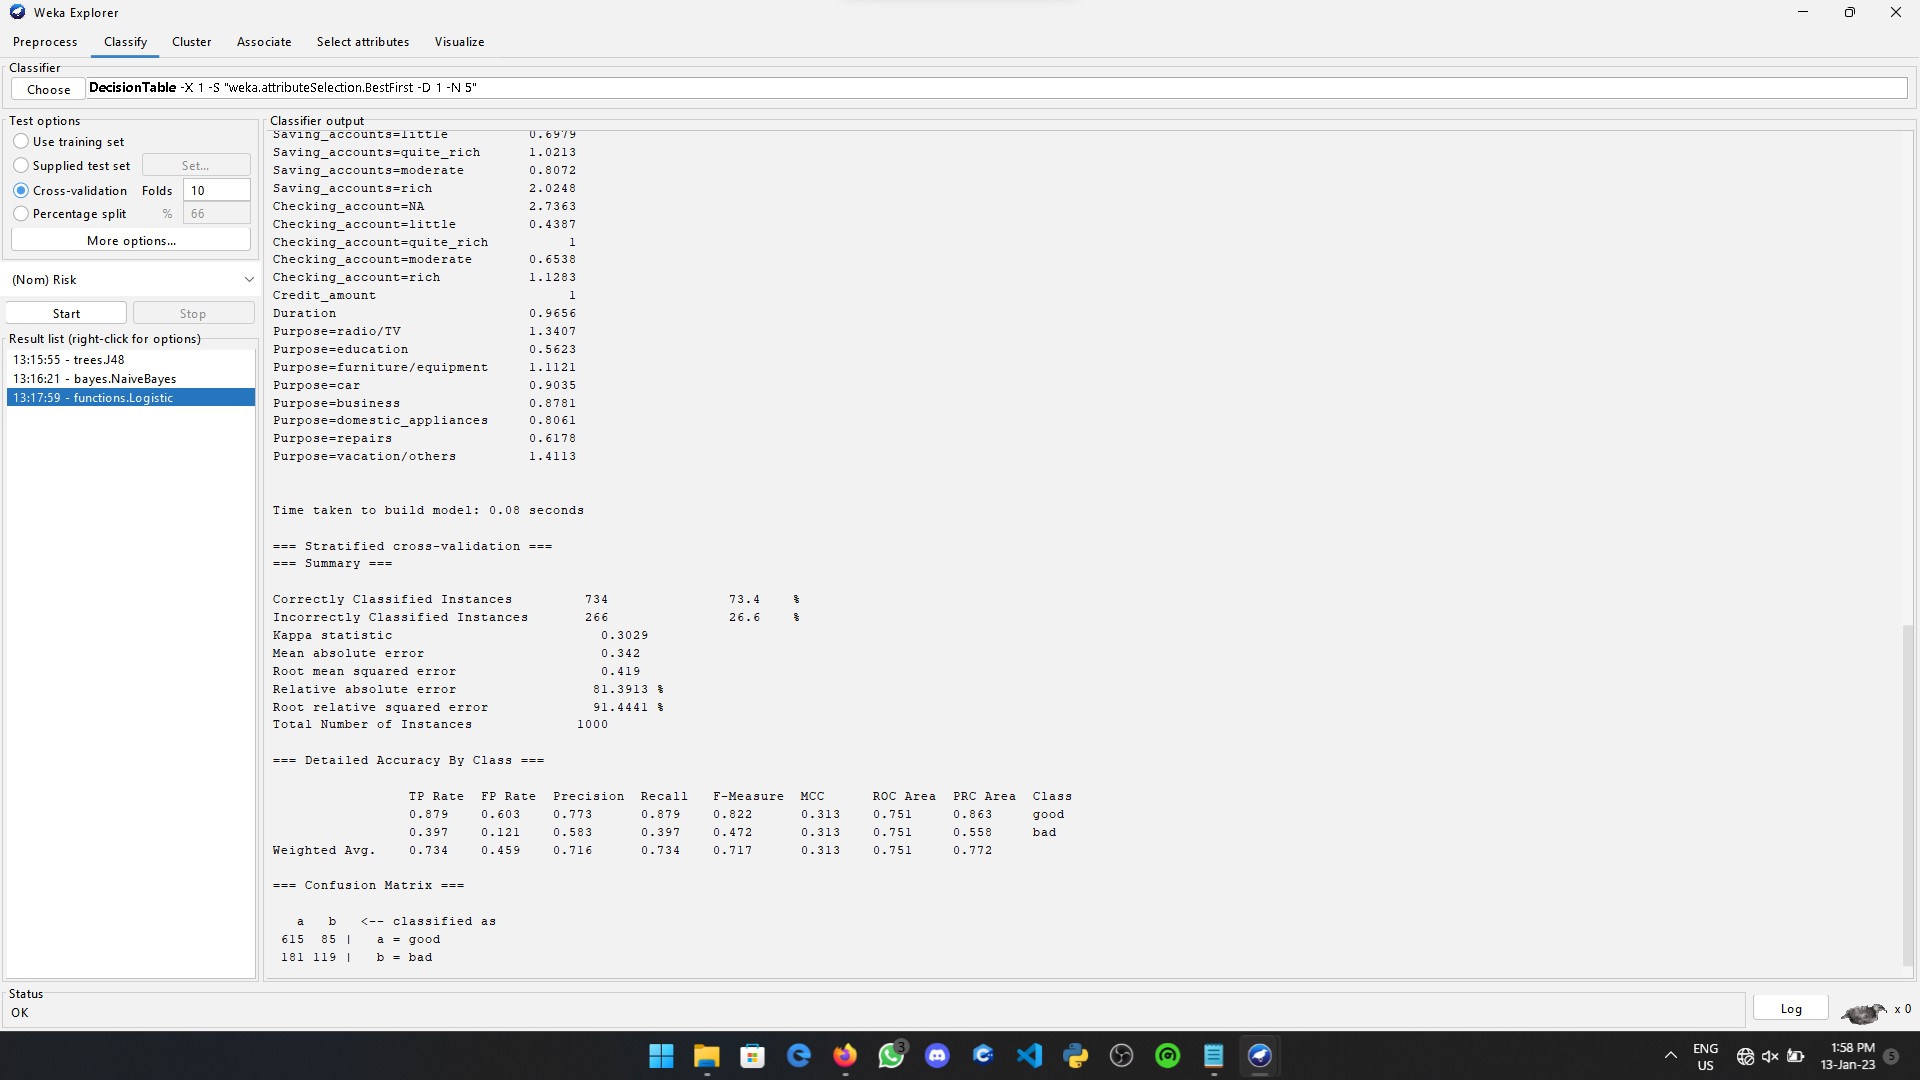 Weka Explorer
Preprocess Classify Cluster Associate Select attributes Visualize
Classifier
Choose DecisionTable -X 1 -S "weka.attributeSelection.BestFirst -D 1 -N 5"
Test options
Use training set
Supplied test set Set...
Cross-validation Folds 10
Percentage split % 66
More options...
(Nom) Risk
Start Stop
Result list (right-click for options)
13:15:55 - trees.J48
13:16:21 - bayes.NaiveBayes
13:17:59 - functions.Logistic
Classifier output
Saving_accounts=little 0.6979
Saving_accounts=quite_rich 1.0213
Saving_accounts=moderate 0.8072
Saving_accounts=rich 2.0248
Checking_account=NA 2.7363
Checking_account=little 0.4387
Checking_account=quite_rich 1
Checking_account=moderate 0.6538
Checking_account=rich 1.1283
Credit_amount 1
Duration 0.9656
Purpose=radio/TV 1.3407
Purpose=education 0.5623
Purpose=furniture/equipment 1.1121
Purpose=car 0.9035
Purpose=business 0.8781
Purpose=domestic_appliances 0.8061
Purpose=repairs 0.6178
Purpose=vacation/others 1.4113
Time taken to build model: 0.08 seconds
=== Stratified cross-validation ===
=== Summary ===
Correctly Classified Instances 734 73.4 %
Incorrectly Classified Instances 266 26.6 %
Kappa statistic 0.3029
Mean absolute error 0.342
Root mean squared error 0.419
Relative absolute error 81.3913 %
Root relative squared error 91.4441 %
Total Number of Instances 1000
=== Detailed Accuracy By Class ===
TP Rate FP Rate Precision Recall F-Measure MCC ROC Area PRC Area Class
0.879 0.603 0.773 0.879 0.822 0.313 0.751 0.863 good
0.397 0.121 0.583 0.397 0.472 0.313 0.751 0.558 bad
Weighted Avg. 0.734 0.459 0.716 0.734 0.717 0.313 0.751 0.772
=== Confusion Matrix ===
a b <-- classified as
615 85 | a = good
181 119 | b = bad
Status
OK
Log x 0
3
ENG
US
1:58 PM
13-Jan-23
5